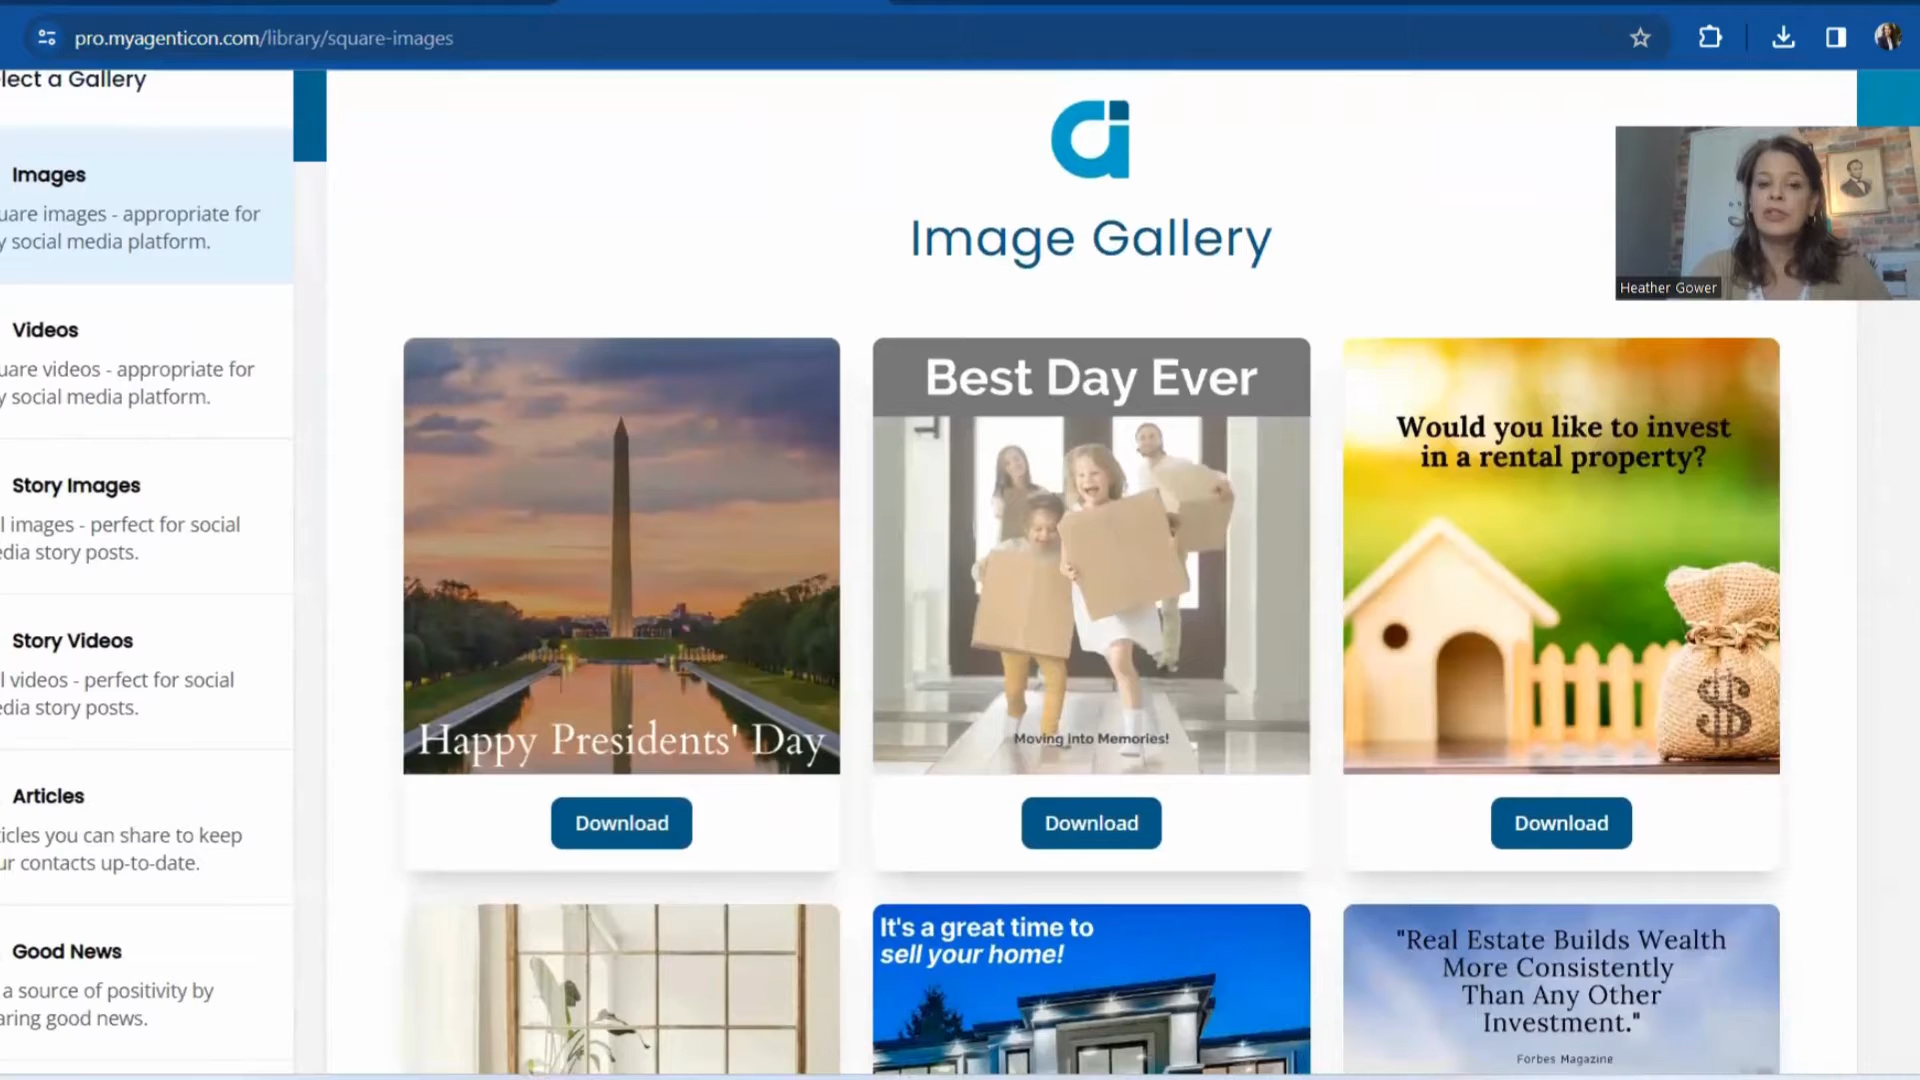 pro.myagenticon.com/library/square-images
lect a Gallery
Images
uare images - appropriate for
y social media platform.
Videos
uare videos - appropriate for
y social media platform.
Story Images
l images - perfect for social
edia story posts.
Story Videos
l videos - perfect for social
edia story posts.
Articles
ticles you can share to keep
ur contacts up-to-date.
Good News
a source of positivity by
aring good news.
Image Gallery
Heather Gower
Happy Presidents' Day
Download
Best Day Ever
Moving into Memories!
Download
Would you like to invest
in a rental property?
$
Download
It's a great time to
sell your home!
"Real Estate Builds Wealth
More Consistently
Than Any Other
Investment."
Forbes Magazine